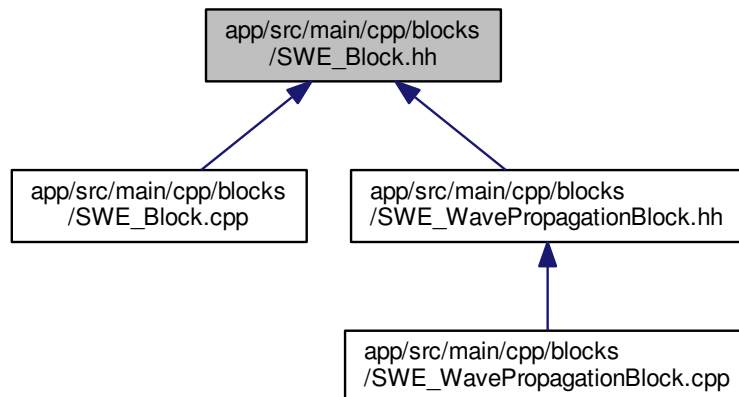 app/src/main/cpp/blocks
/SWE_Block.hh
app/src/main/cpp/blocks
/SWE_Block.cpp
app/src/main/cpp/blocks
/SWE_WavePropagationBlock.hh
app/src/main/cpp/blocks
/SWE_WavePropagationBlock.cpp